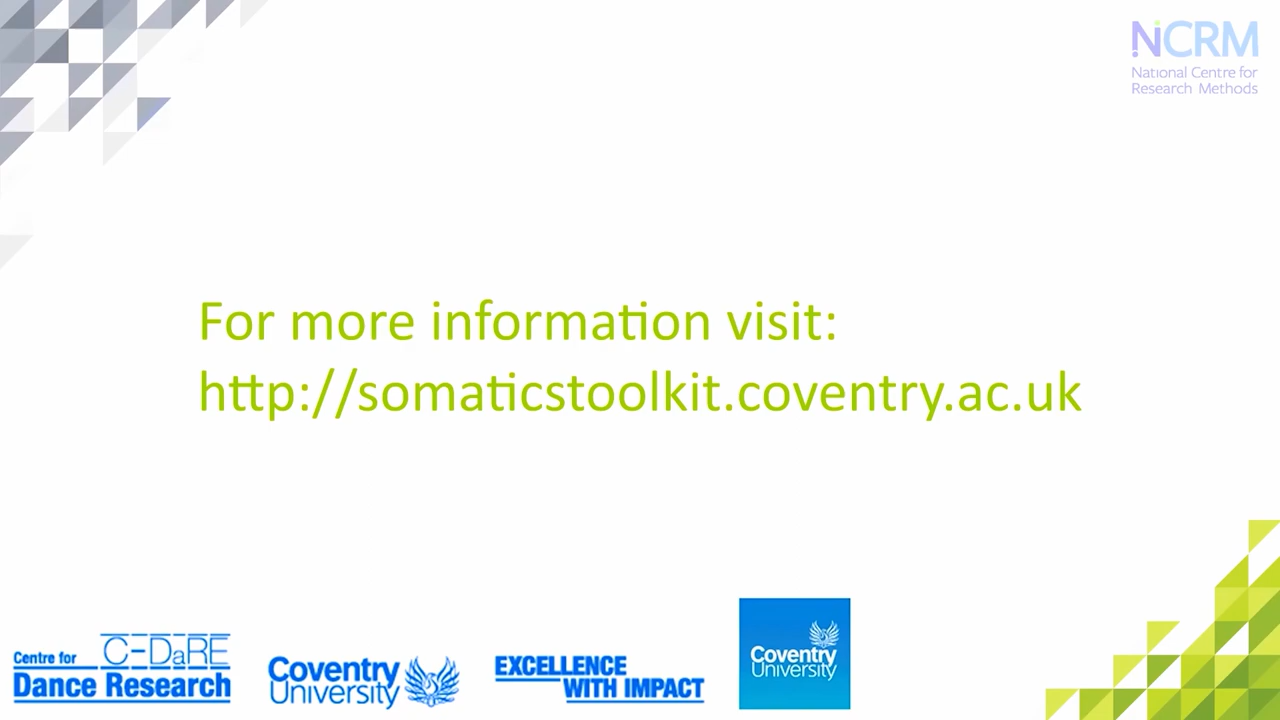 NCRM
National Centre for
Research Methods
For more information visit:
http://somaticstoolkit.coventry.ac.uk
Centre for C-DaRE
Dance Research
Coventry
University
EXCELLENCE
WITH IMPACT
Coventry
University